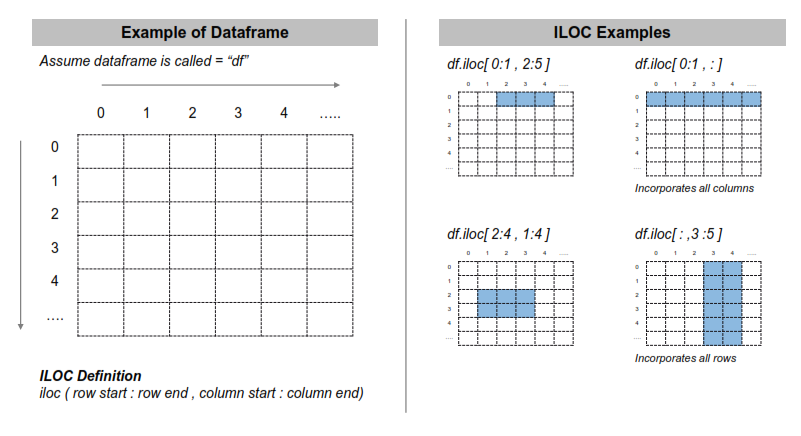 Example of Dataframe
Assume dataframe is called = “df”
0 1 2 3 4 …..
0
1
2
3
4
….
ILOC Definition
iloc ( row start : row end , column start : column end)
ILOC Examples
df.iloc[ 0:1 , 2:5 ]
0 1 2 3 4 …..
0
1
2
3
4
….
df.iloc[ 0:1 , : ]
0 1 2 3 4 …..
0
1
2
3
4
….
Incorporates all columns
df.iloc[ 2:4 , 1:4 ]
0 1 2 3 4 …..
0
1
2
3
4
….
df.iloc[ : ,3 :5 ]
0 1 2 3 4 …..
0
1
2
3
4
….
Incorporates all rows